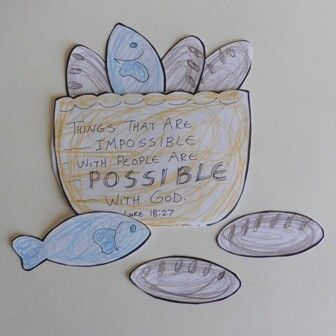 THINGS THAT ARE
IMPOSSIBLE
WITH PEOPLE ARE
POSSIBLE
WITH GOD.
Luke 18:27